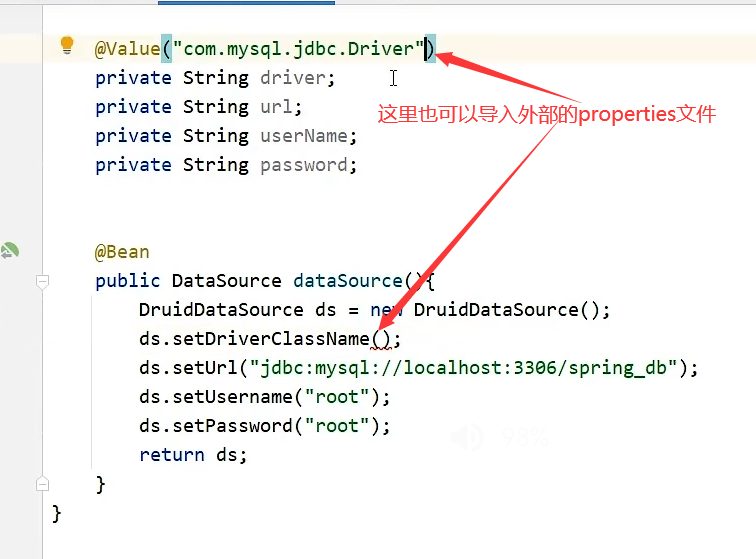 @Value("com.mysql.jdbc.Driver")
private String driver;
这里也可以导入外部的properties文件
private String url;
private String userName;
private String password;
@Bean
public DataSource dataSource(){
DruidDataSource ds = new DruidDataSource();
ds.setDriverClassName();
ds.setUrl("jdbc:mysql://localhost:3306/spring_db");
ds.setUsername("root");
ds.setPassword("root");
98%
return ds;
}
}